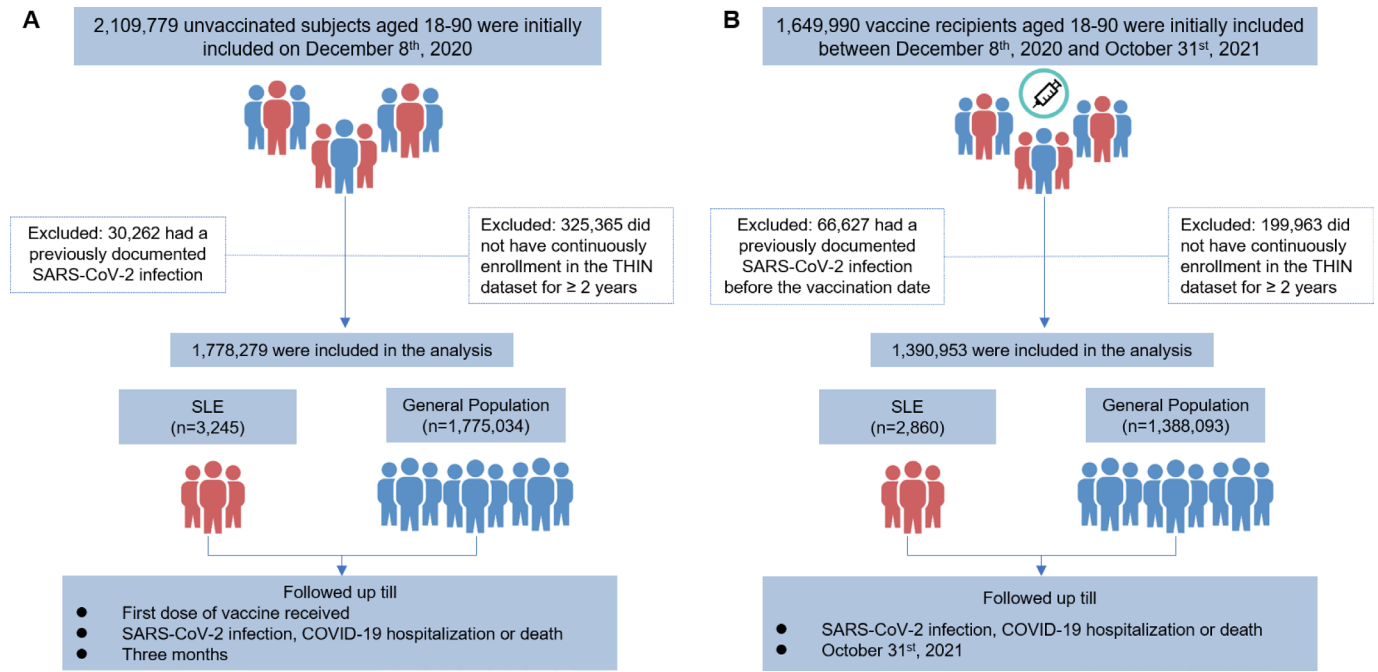 A
2,109,779 unvaccinated subjects aged 18-90 were initially
included on December 8th, 2020
Excluded: 30,262 had a
previously documented
SARS-CoV-2 infection
Excluded: 325,365 did
not have continuously
enrollment in the THIN
dataset for ≥ 2 years
1,778,279 were included in the analysis
SLE
(n=3,245)
General Population
(n=1,775,034)
Followed up till
● First dose of vaccine received
● SARS-CoV-2 infection, COVID-19 hospitalization or death
● Three months
B
1,649,990 vaccine recipients aged 18-90 were initially included
between December 8th, 2020 and October 31st, 2021
Excluded: 66,627 had a
previously documented
SARS-CoV-2 infection
before the vaccination date
Excluded: 199,963 did
not have continuously
enrollment in the THIN
dataset for ≥ 2 years
1,390,953 were included in the analysis
SLE
(n=2,860)
General Population
(n=1,388,093)
Followed up till
● SARS-CoV-2 infection, COVID-19 hospitalization or death
● October 31st, 2021